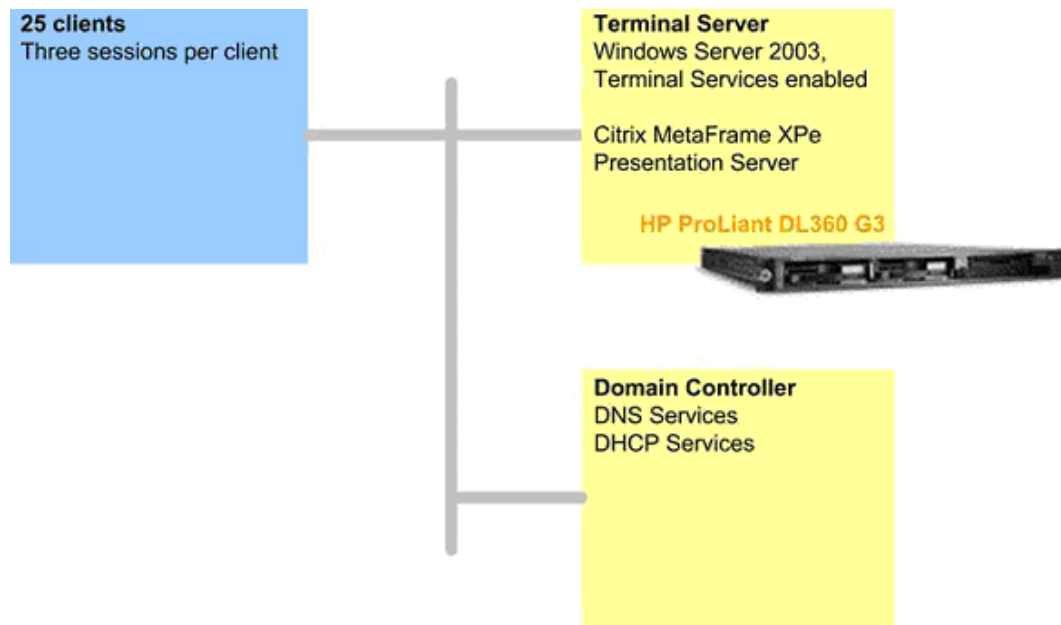 25 clients
Three sessions per client
Terminal Server
Windows Server 2003,
Terminal Services enabled
Citrix MetaFrame XPe
Presentation Server
HP ProLiant DL360 G3
Domain Controller
DNS Services
DHCP Services